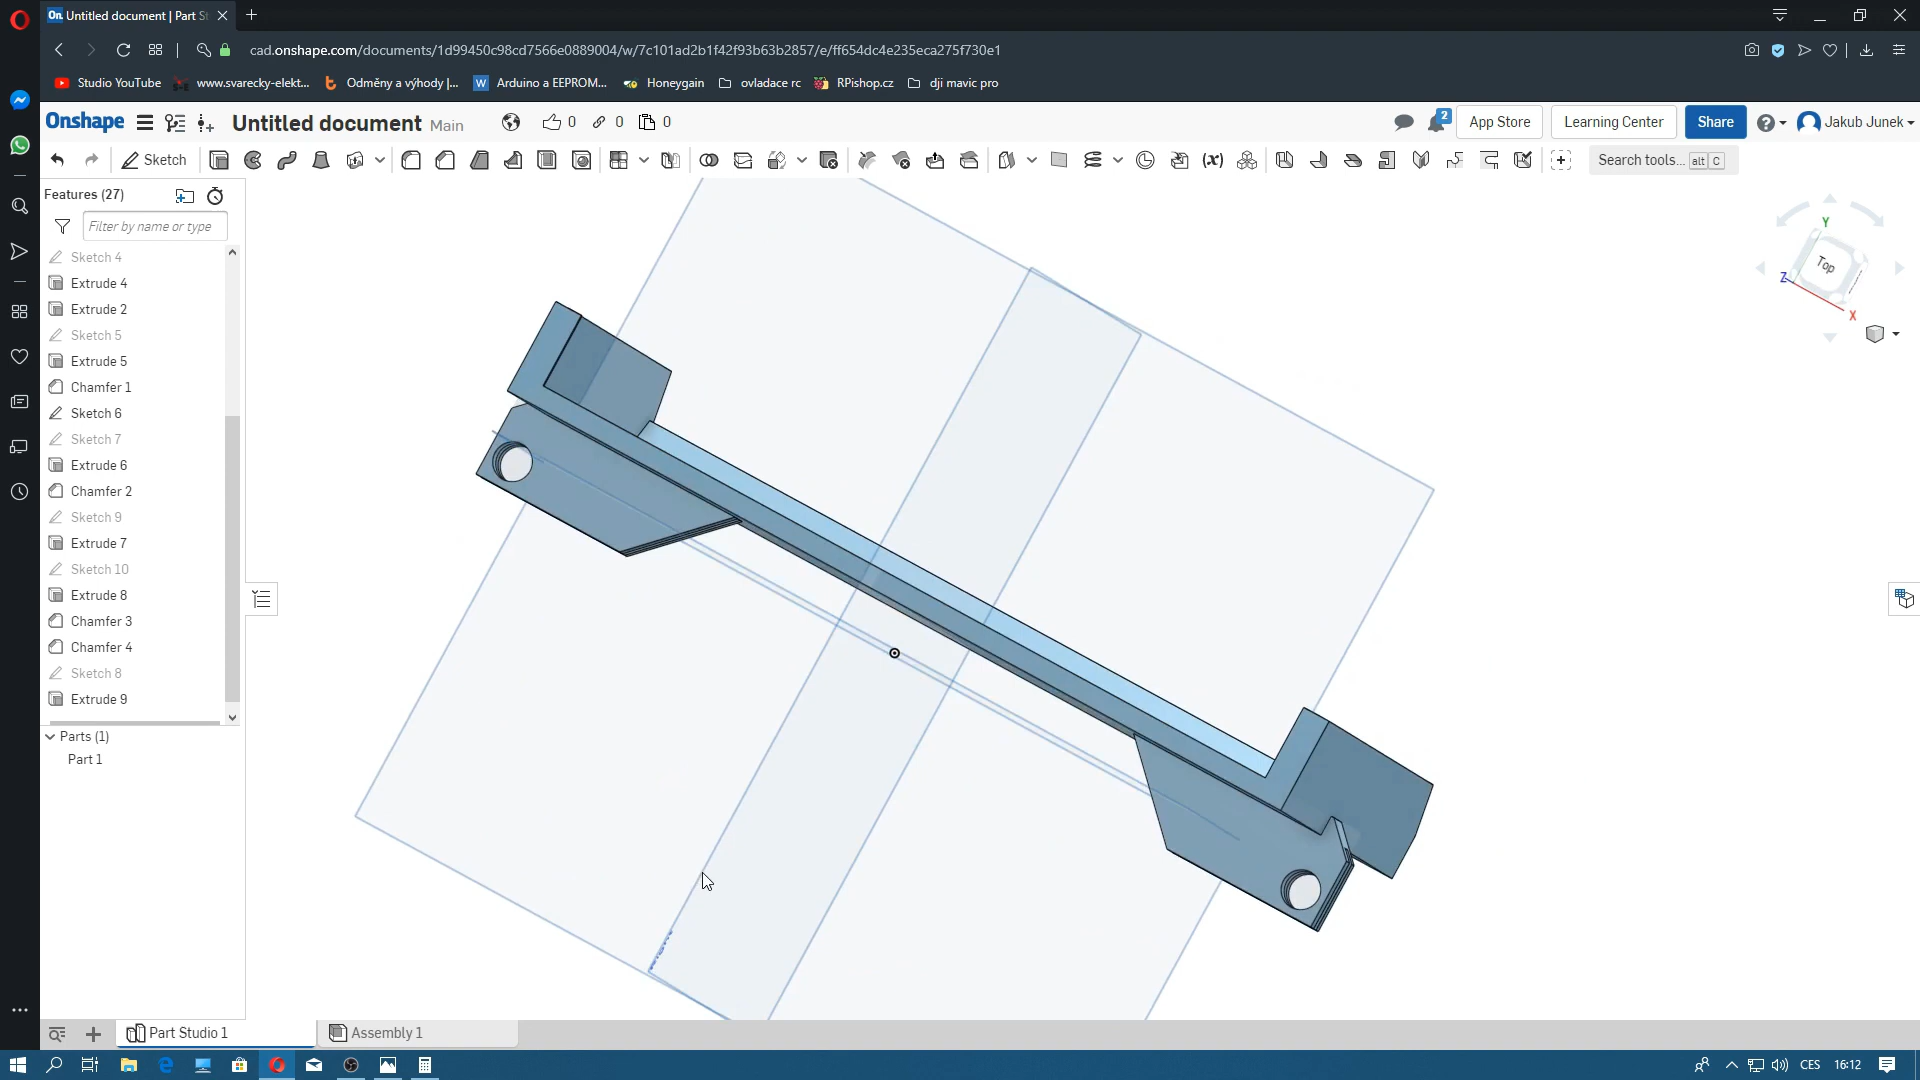 Untitled document | Part St
cad.onshape.com/documents/1d99450c98cd7566e0889004/w/7c101ad2b1f42f93b63b2857/e/ff654dc4e235eca275f730e1
Studio YouTube
www.svarecky-elekt...
Odměny a výhody |...
Arduino a EEPROM...
Honeygain
ovladace rc
RPishop.cz
dji mavic pro
Onshape
Untitled document Main
0
0
0
2
App Store
Learning Center
Share
Jakub Junek
Sketch
(x)
Search tools... alt C
Features (27)
Filter by name or type
Sketch 4
Extrude 4
Extrude 2
Sketch 5
Extrude 5
Chamfer 1
Sketch 6
Sketch 7
Extrude 6
Chamfer 2
Sketch 9
Extrude 7
Sketch 10
Extrude 8
Chamfer 3
Chamfer 4
Sketch 8
Extrude 9
Parts (1)
Part 1
Y
Top
Z
X
Part Studio 1
Assembly 1
CES
16:12